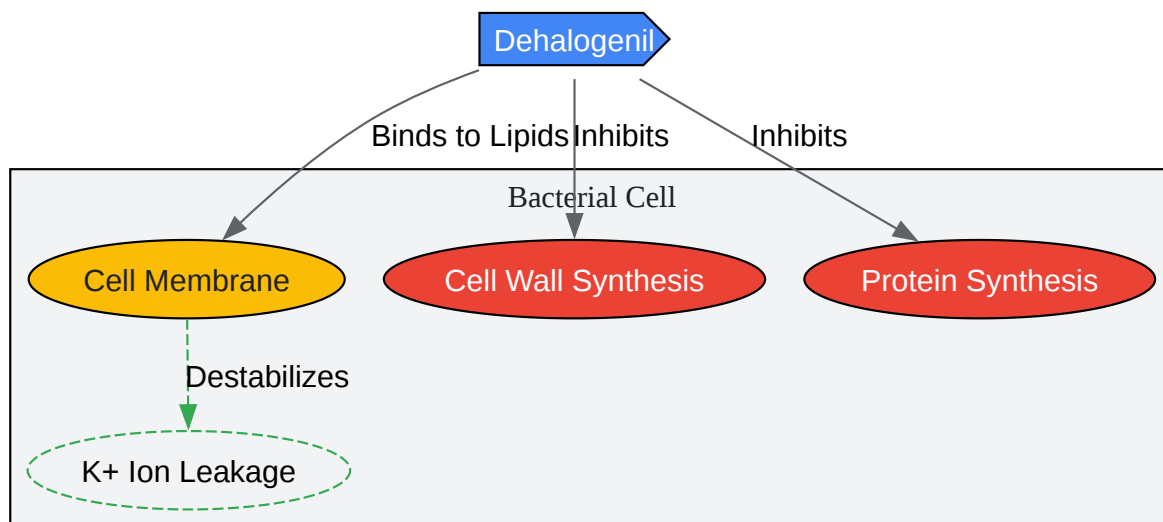 Dehalogenil
Binds to Lipids
Inhibits
Inhibits
Bacterial Cell
Cell Membrane
Cell Wall Synthesis
Protein Synthesis
Destabilizes
K+ Ion Leakage